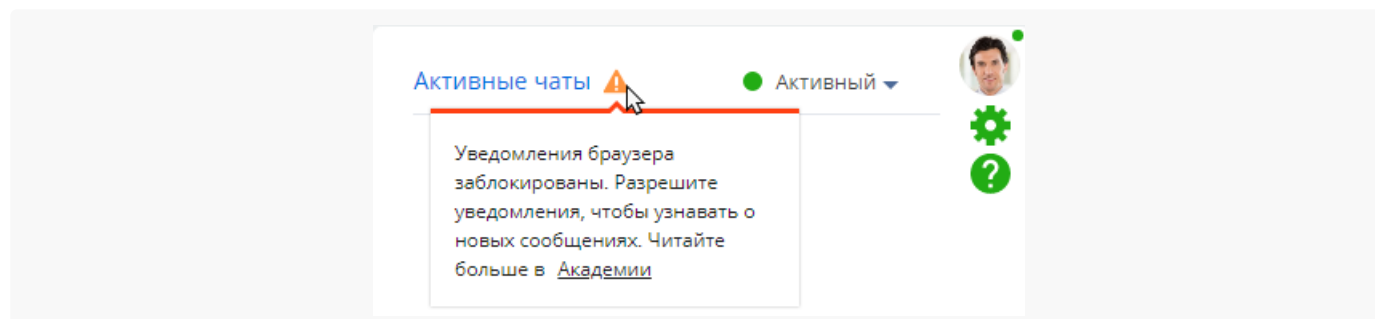 Активные чаты
Активный
Уведомления браузера
заблокированы. Разрешите
уведомления, чтобы узнавать о
новых сообщениях. Читайте
больше в Академии